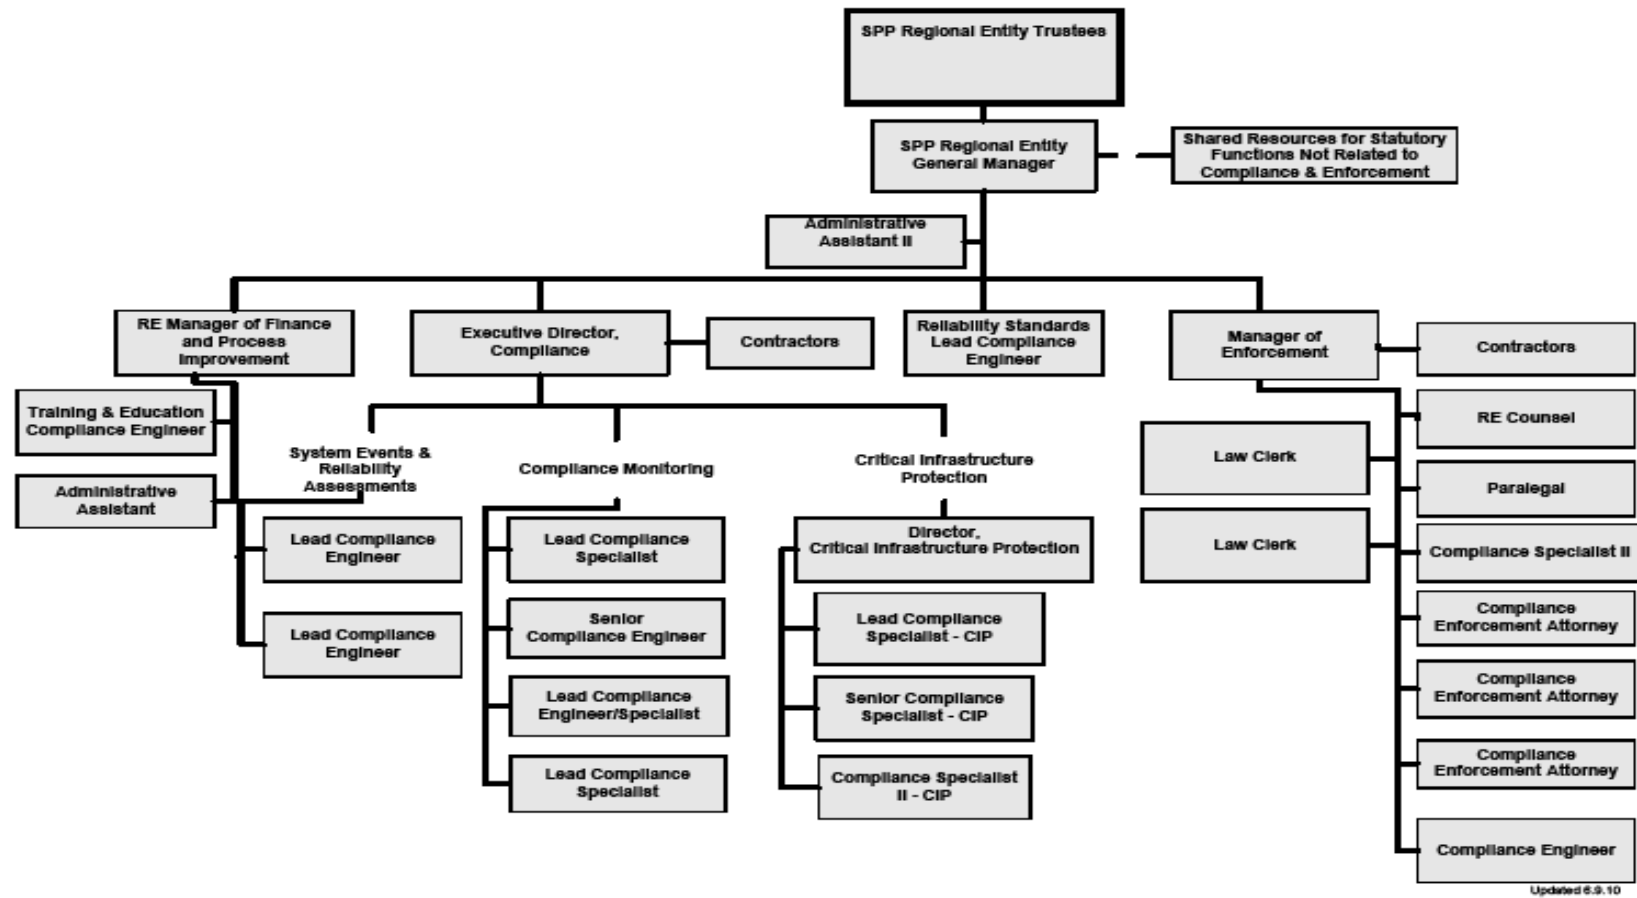 SPP Regional Entity Trustees
SPP Regional Entity
General Manager
Shared Resources for Statutory
Functions Not Related to
Compliance & Enforcement
Administrative
Assistant II
RE Manager of Finance
and Process
Improvement
Executive Director,
Compliance
Contractors
Reliability Standards
Lead Compliance
Engineer
Manager of
Enforcement
Contractors
Training & Education
Compliance Engineer
Administrative
Assistant
System Events &
Reliability
Assessments
Compliance Monitoring
Critical Infrastructure
Protection
Law Clerk
Law Clerk
RE Counsel
Paralegal
Compliance Specialist II
Compliance
Enforcement Attorney
Compliance
Enforcement Attorney
Compliance
Enforcement Attorney
Compliance Engineer
Lead Compliance
Engineer
Lead Compliance
Engineer
Lead Compliance
Specialist
Senior
Compliance Engineer
Lead Compliance
Engineer/Specialist
Lead Compliance
Specialist
Director,
Critical Infrastructure Protection
Lead Compliance
Specialist - CIP
Senior Compliance
Specialist - CIP
Compliance Specialist
II - CIP
Updated 6.9.10